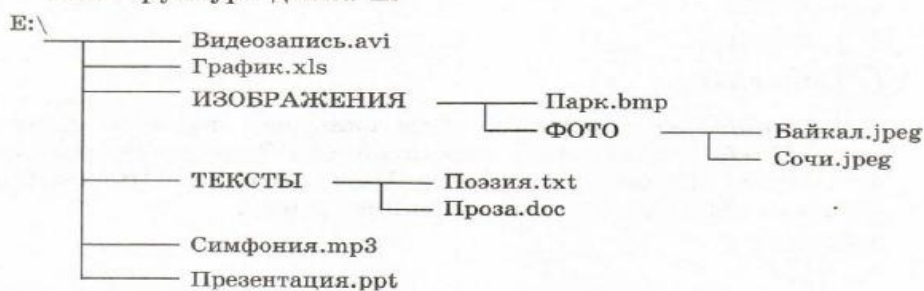 E:\
Видеозапись.avi
График.xls
ИЗОБРАЖЕНИЯ Парк.bmp
ФОТО Байкал.jpeg
Сочи.jpeg
ТЕКСТЫ Поэзия.txt
Проза.doc
Симфония.mp3
Презентация.ppt